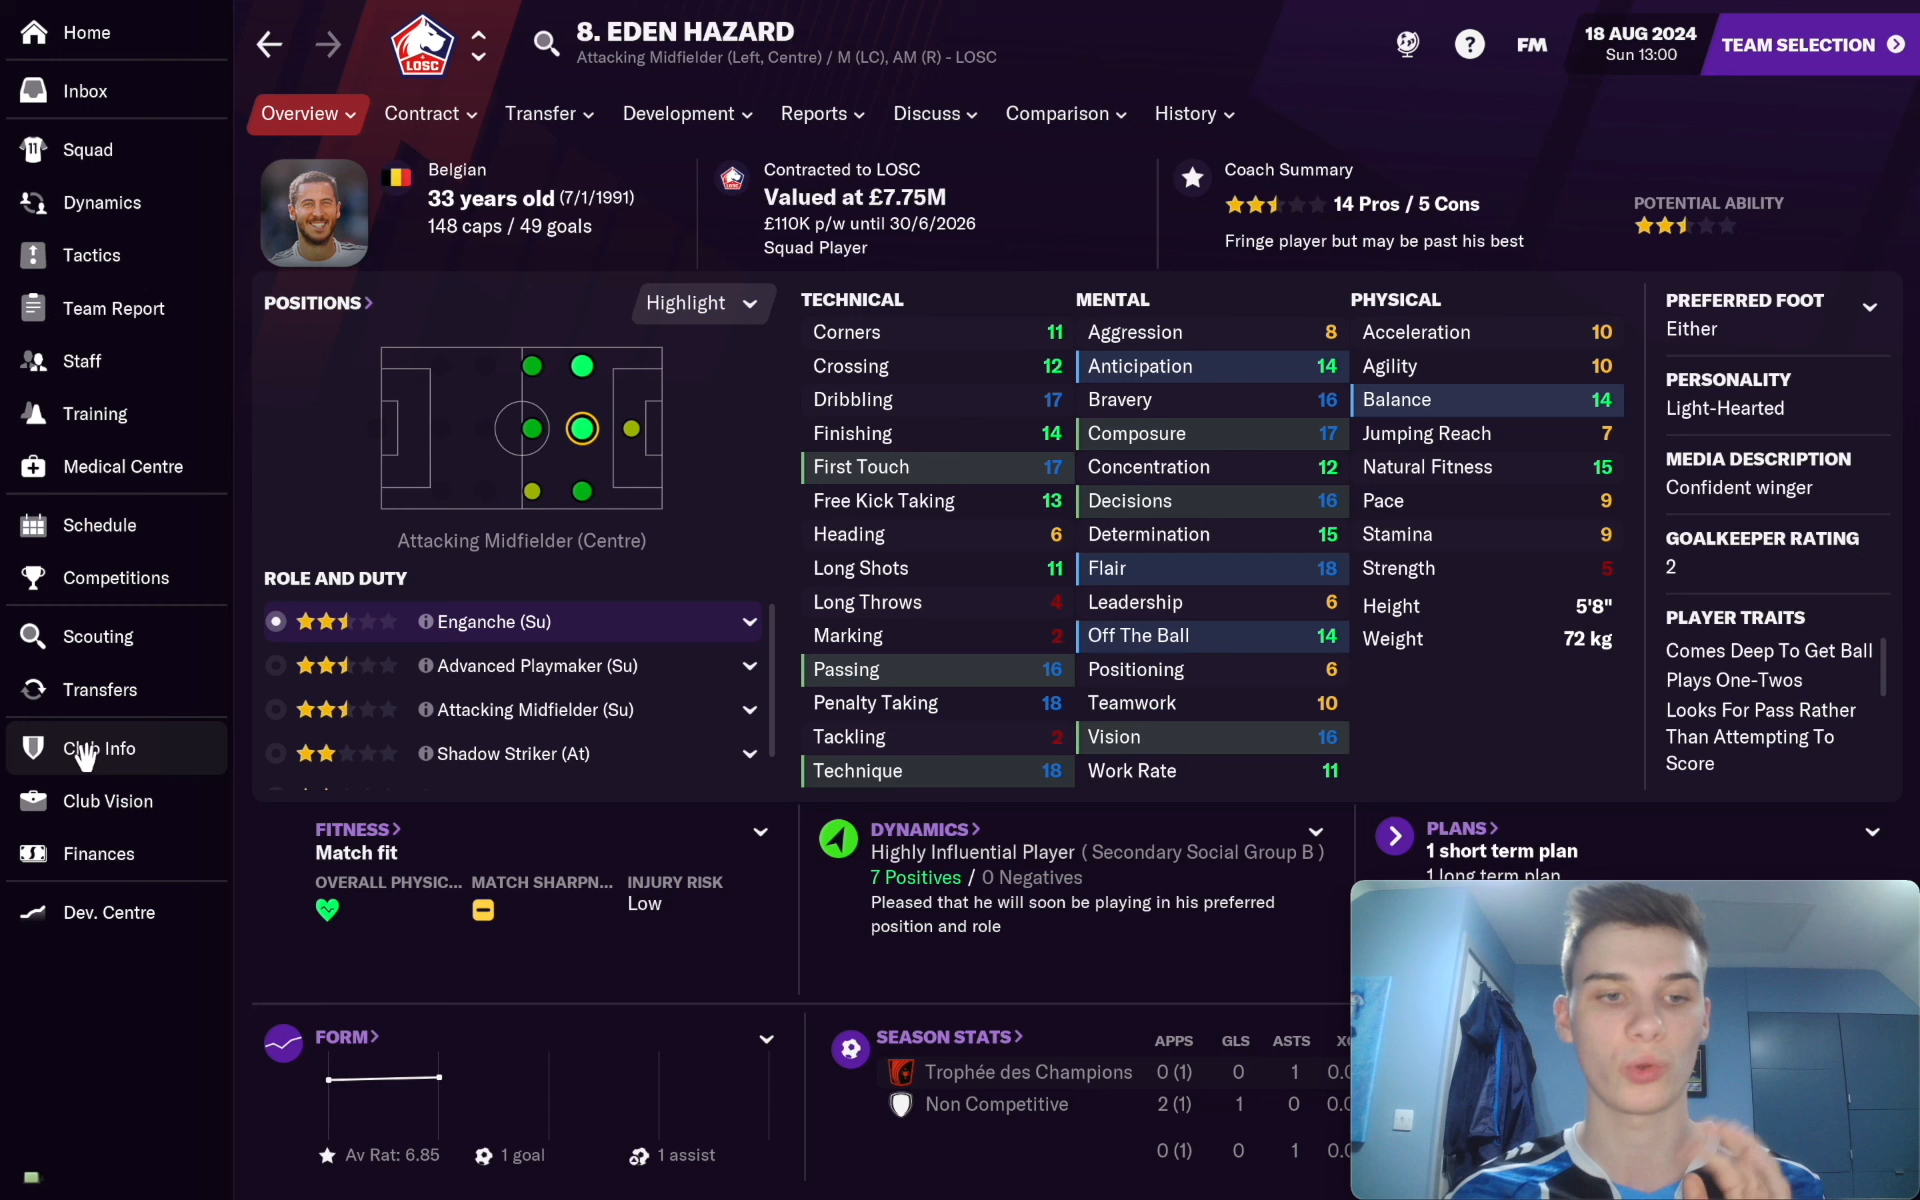 Home
Inbox
Squad
Dynamics
Tactics
Team Report
Staff
Training
Medical Centre
Schedule
Competitions
Scouting
Transfers
Club Info
Club Vision
Finances
Dev. Centre
LOSC
8. EDEN HAZARD
Attacking Midfielder (Left, Centre) / M (LC), AM (R) - LOSC
?
FM
18 AUG 2024
Sun 13:00
TEAM SELECTION
Overview
Contract
Transfer
Development
Reports
Discuss
Comparison
History
Belgian
33 years old (7/1/1991)
148 caps / 49 goals
Contracted to LOSC
Valued at £7.75M
£110K p/w until 30/6/2026
Squad Player
Coach Summary
14 Pros / 5 Cons
Fringe player but may be past his best
POTENTIAL ABILITY
POSITIONS
Highlight
Attacking Midfielder (Centre)
ROLE AND DUTY
Enganche (Su)
Advanced Playmaker (Su)
Attacking Midfielder (Su)
Shadow Striker (At)
TECHNICAL
Corners 11
Crossing 12
Dribbling 17
Finishing 14
First Touch 17
Free Kick Taking 13
Heading 6
Long Shots 11
Long Throws 4
Marking 2
Passing 16
Penalty Taking 18
Tackling 2
Technique 18
MENTAL
Aggression 8
Anticipation 14
Bravery 16
Composure 17
Concentration 12
Decisions 16
Determination 15
Flair 18
Leadership 6
Off The Ball 14
Positioning 6
Teamwork 10
Vision 16
Work Rate 11
PHYSICAL
Acceleration 10
Agility 10
Balance 14
Jumping Reach 7
Natural Fitness 15
Pace 9
Stamina 9
Strength 5
Height 5'8"
Weight 72 kg
PREFERRED FOOT
Either
PERSONALITY
Light-Hearted
MEDIA DESCRIPTION
Confident winger
GOALKEEPER RATING
2
PLAYER TRAITS
Comes Deep To Get Ball
Plays One-Twos
Looks For Pass Rather
Than Attempting To
Score
FITNESS
Match fit
OVERALL PHYSIC... MATCH SHARPN... INJURY RISK
Low
DYNAMICS
Highly Influential Player ( Secondary Social Group B )
7 Positives / 0 Negatives
Pleased that he will soon be playing in his preferred
position and role
PLANS
1 short term plan
1 long term plan
FORM
Av Rat: 6.85 1 goal 1 assist
SEASON STATS APPS GLS ASTS
Trophée des Champions 0 (1) 0 1 0.0
Non Competitive 2 (1) 1 0 0.0
0 (1) 0 1 0.0